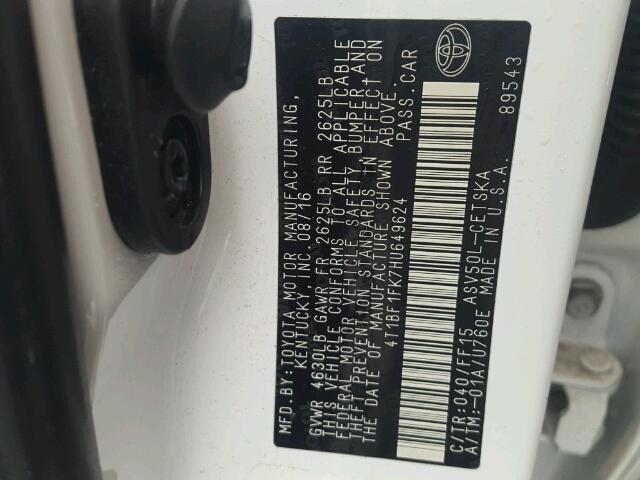 MFD.BY:TOYOTA MOTOR MANUFACTURING,
KENTUCKY, INC 08/16
GVWR 4630LB GAWR FR 2625LB RR 2625LB
THIS VEHICLE CONFORMS TO ALL APPLICABLE
FEDERAL MOTOR VEHICLE SAFETY, BUMPER, AND
THEFT PREVENTION STANDARDS IN EFFECT ON
THE DATE OF MANUFACTURE SHOWN ABOVE.
4T1BF1FK7HU649624 PASS.CAR
C/TR:040/FF15 ASV50L-CETSKA
A/TM:-01A/U760E MADE IN U.S.A.
89543